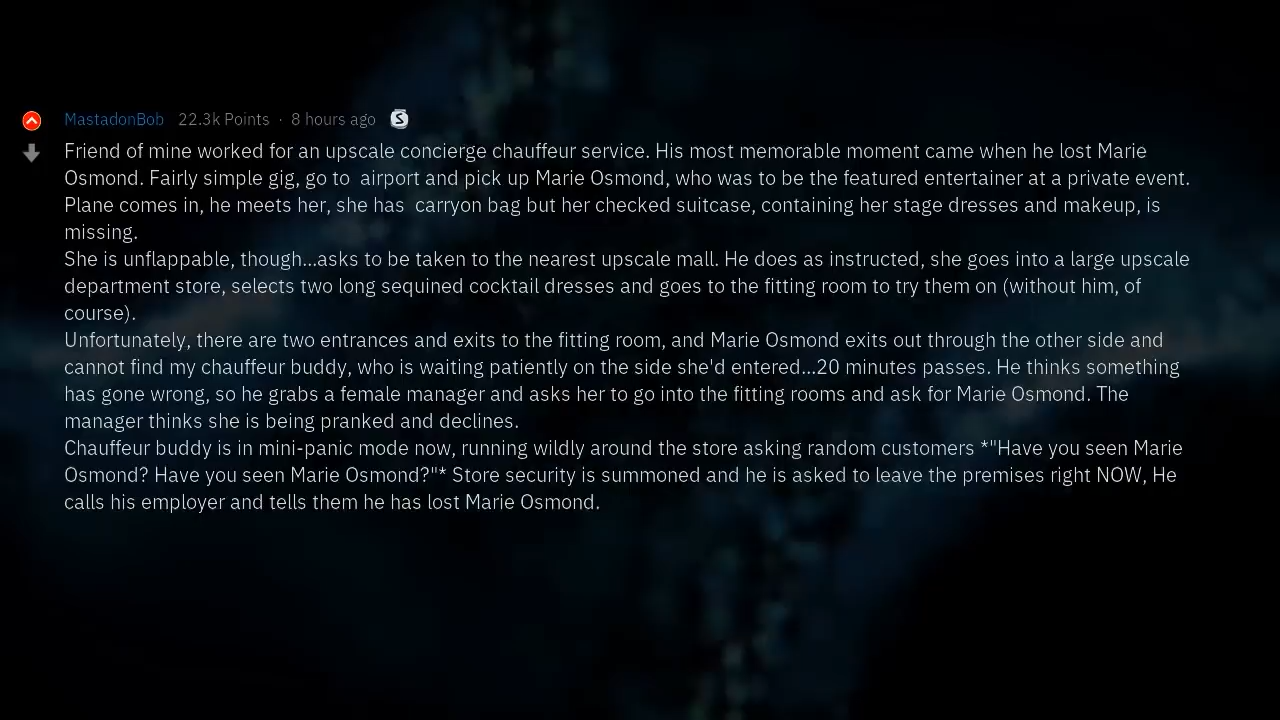 MastadonBob 22.3k Points · 8 hours ago
Friend of mine worked for an upscale concierge chauffeur service. His most memorable moment came when he lost Marie
Osmond. Fairly simple gig, go to  airport and pick up Marie Osmond, who was to be the featured entertainer at a private event.
Plane comes in, he meets her, she has  carryon bag but her checked suitcase, containing her stage dresses and makeup, is
missing.
She is unflappable, though...asks to be taken to the nearest upscale mall. He does as instructed, she goes into a large upscale
department store, selects two long sequined cocktail dresses and goes to the fitting room to try them on (without him, of
course).
Unfortunately, there are two entrances and exits to the fitting room, and Marie Osmond exits out through the other side and
cannot find my chauffeur buddy, who is waiting patiently on the side she'd entered...20 minutes passes. He thinks something
has gone wrong, so he grabs a female manager and asks her to go into the fitting rooms and ask for Marie Osmond. The
manager thinks she is being pranked and declines.
Chauffeur buddy is in mini-panic mode now, running wildly around the store asking random customers *"Have you seen Marie
Osmond? Have you seen Marie Osmond?"* Store security is summoned and he is asked to leave the premises right NOW, He
calls his employer and tells them he has lost Marie Osmond.